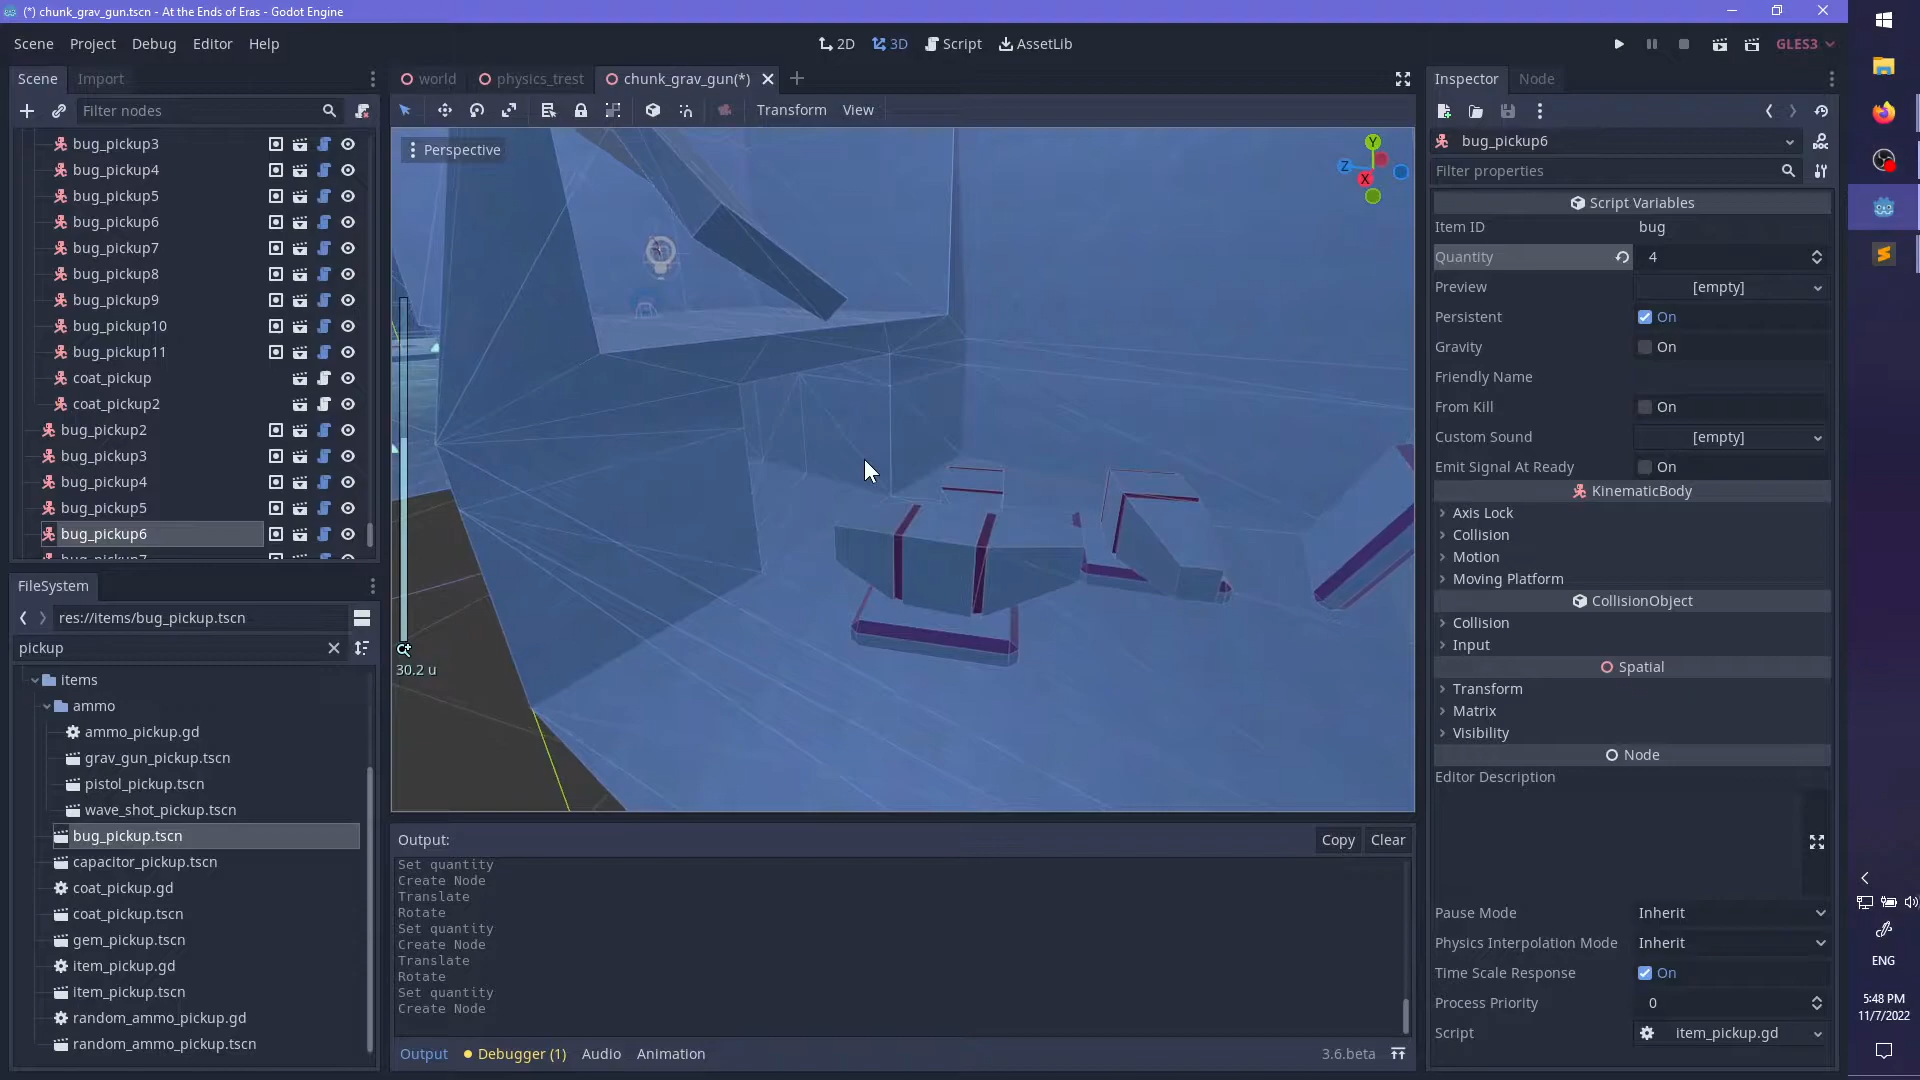 (*) chunk_grav_gun.tscn - At the Ends of Eras - Godot Engine
Scene Project Debug Editor Help
2D 3D Script AssetLib
GLES3
Scene Import
world physics_trest chunk_grav_gun(*)
Inspector Node
Filter nodes
Transform View
bug_pickup3
bug_pickup4
bug_pickup5
bug_pickup6
bug_pickup7
bug_pickup8
bug_pickup9
bug_pickup10
bug_pickup11
coat_pickup
coat_pickup2
bug_pickup2
bug_pickup3
bug_pickup4
bug_pickup5
bug_pickup6
bug_pickup7
FileSystem
res://items/bug_pickup.tscn
pickup
items
ammo
ammo_pickup.gd
grav_gun_pickup.tscn
pistol_pickup.tscn
wave_shot_pickup.tscn
bug_pickup.tscn
capacitor_pickup.tscn
coat_pickup.gd
coat_pickup.tscn
gem_pickup.tscn
item_pickup.gd
item_pickup.tscn
random_ammo_pickup.gd
random_ammo_pickup.tscn
Perspective
Y
Z
X
30.2 u
Output:
Copy Clear
Set quantity
Create Node
Translate
Rotate
Set quantity
Create Node
Translate
Rotate
Set quantity
Create Node
Output Debugger (1) Audio Animation
3.6.beta
bug_pickup6
Filter properties
Script Variables
Item ID bug
Quantity 4
Preview [empty]
Persistent On
Gravity On
Friendly Name
From Kill On
Custom Sound [empty]
Emit Signal At Ready On
KinematicBody
Axis Lock
Collision
Motion
Moving Platform
CollisionObject
Collision
Input
Spatial
Transform
Matrix
Visibility
Node
Editor Description
Pause Mode Inherit
Physics Interpolation Mode Inherit
Time Scale Response On
Process Priority 0
Script item_pickup.gd
ENG
5:48 PM
11/7/2022